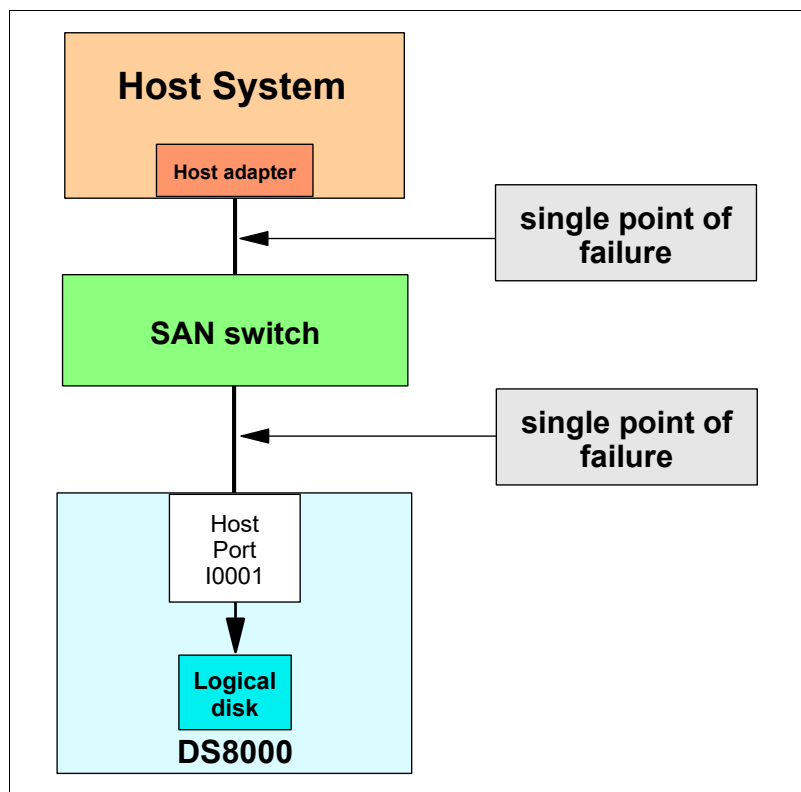 Host System
Host adapter
single point of
failure
SAN switch
single point of
failure
Host
Port
I0001
Logical
disk
DS8000